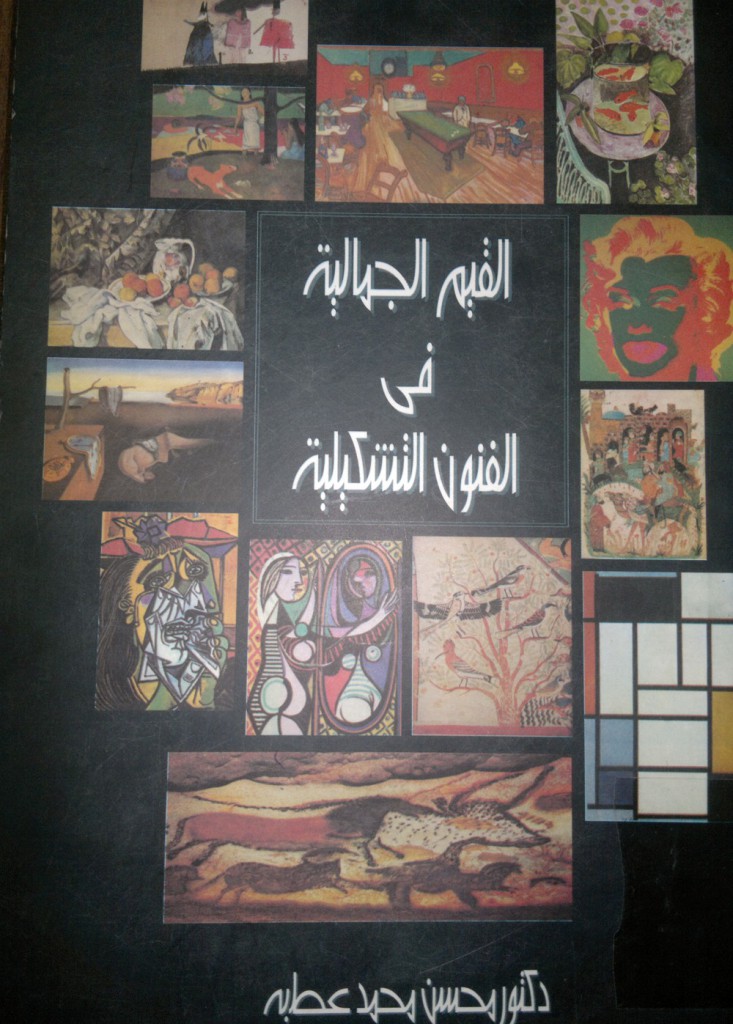 القيم الجمالية
فى
الفنون التشكيلية
دكتور محسن محمد عطيه